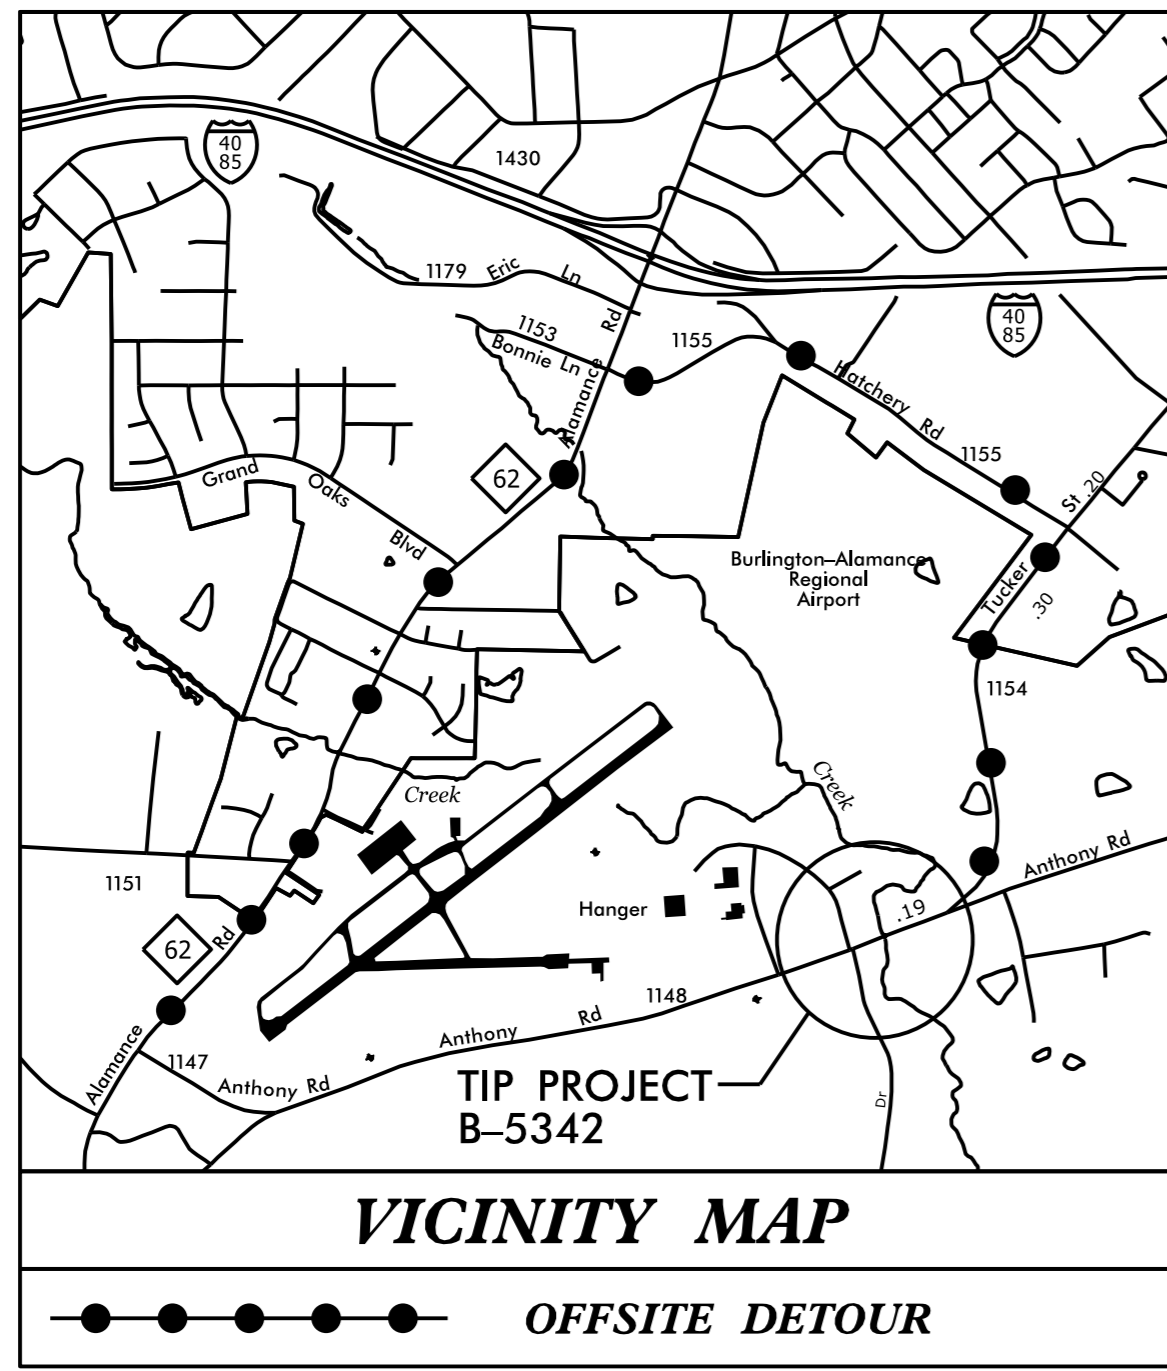 40
85
1430
1179 Eric Ln
1153
Bonnie Ln
Alamance Rd
1155
40
85
Hatchery Rd
1155
62
Grand Oaks Blvd
St .20
Burlington–Alamance
Regional
Airport
Tucker
.30
1154
Creek
Creek
Anthony Rd
1151
Hanger
.19
62
Alamance Rd
1148
1147
Anthony Rd
Anthony Rd
Dr
TIP PROJECT
B–5342
VICINITY MAP
OFFSITE DETOUR